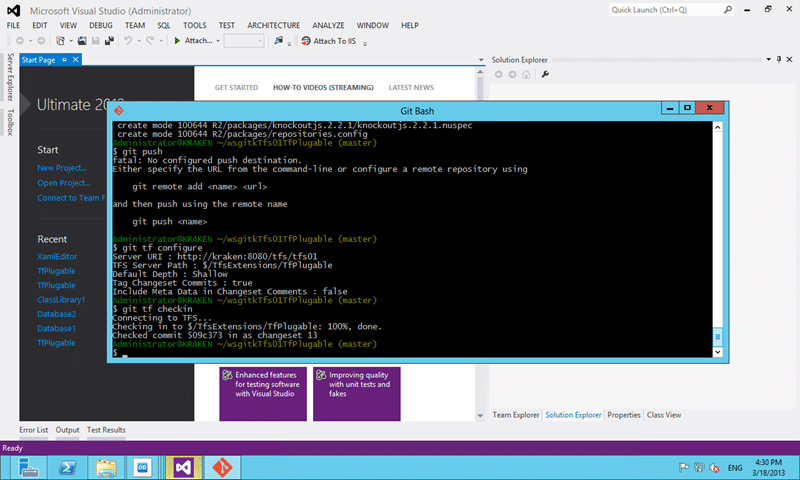 Microsoft Visual Studio (Administrator)
Quick Launch (Ctrl+Q)
FILE EDIT VIEW DEBUG TEAM SQL TOOLS TEST ARCHITECTURE ANALYZE WINDOW HELP
Attach...
Attach To IIS
Server Explorer
Toolbox
Start Page
Solution Explorer
GET STARTED HOW-TO VIDEOS (STREAMING) LATEST NEWS
Ultimate
Start
New Project...
Open Project...
Connect to Team F
Recent
XamlEditor
TfPlugable
TfPlugable
ClassLibrary1
Database2
Database1
TfPlugable
Git Bash
create mode 100644 R2/packages/knockoutjs.2.2.1/knockoutjs.2.2.1.nuspec
create mode 100644 R2/packages/repositories.config
Administrator@KRAKEN ~/wsgitkTfs01TfPlugable (master)
$ git push
fatal: No configured push destination.
Either specify the URL from the command-line or configure a remote repository using
git remote add <name> <url>
and then push using the remote name
git push <name>
Administrator@KRAKEN ~/wsgitkTfs01TfPlugable (master)
$ git tf configure
Server URI : http://kraken:8080/tfs/tfs01
TFS Server Path : $/TfsExtensions/TfPlugable
Default Depth : Shallow
Tag Changeset Commits : true
Include Meta Data in Changeset Comments : false
Administrator@KRAKEN ~/wsgitkTfs01TfPlugable (master)
$ git tf checkin
Connecting to TFS...
Checking in to $/TfsExtensions/TfPlugable: 100%, done.
Checked commit 509c373 in as changeset 13
Administrator@KRAKEN ~/wsgitkTfs01TfPlugable (master)
$ _
Enhanced features
for testing software
with Visual Studio
Improving quality
with unit tests and
fakes
Team Explorer Solution Explorer Properties Class View
Error List Output Test Results
Ready
ENG
4:30 PM
3/18/2013